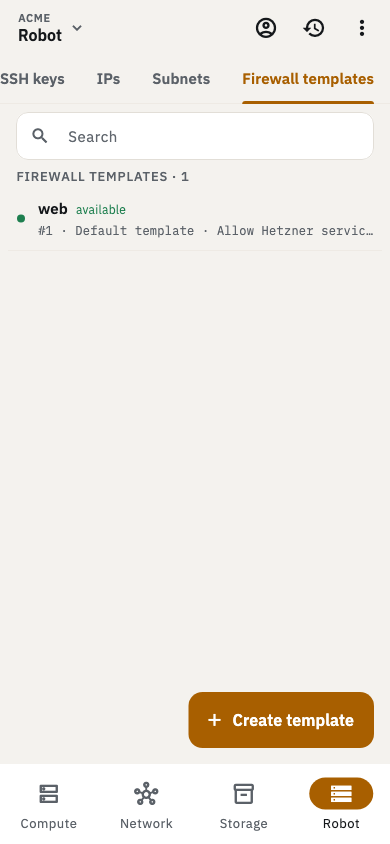 ACME
Robot
SSH keys IPs Subnets Firewall templates
Search
FIREWALL TEMPLATES · 1
web available
#1 · Default template · Allow Hetzner servic…
+ Create template
Compute Network Storage Robot